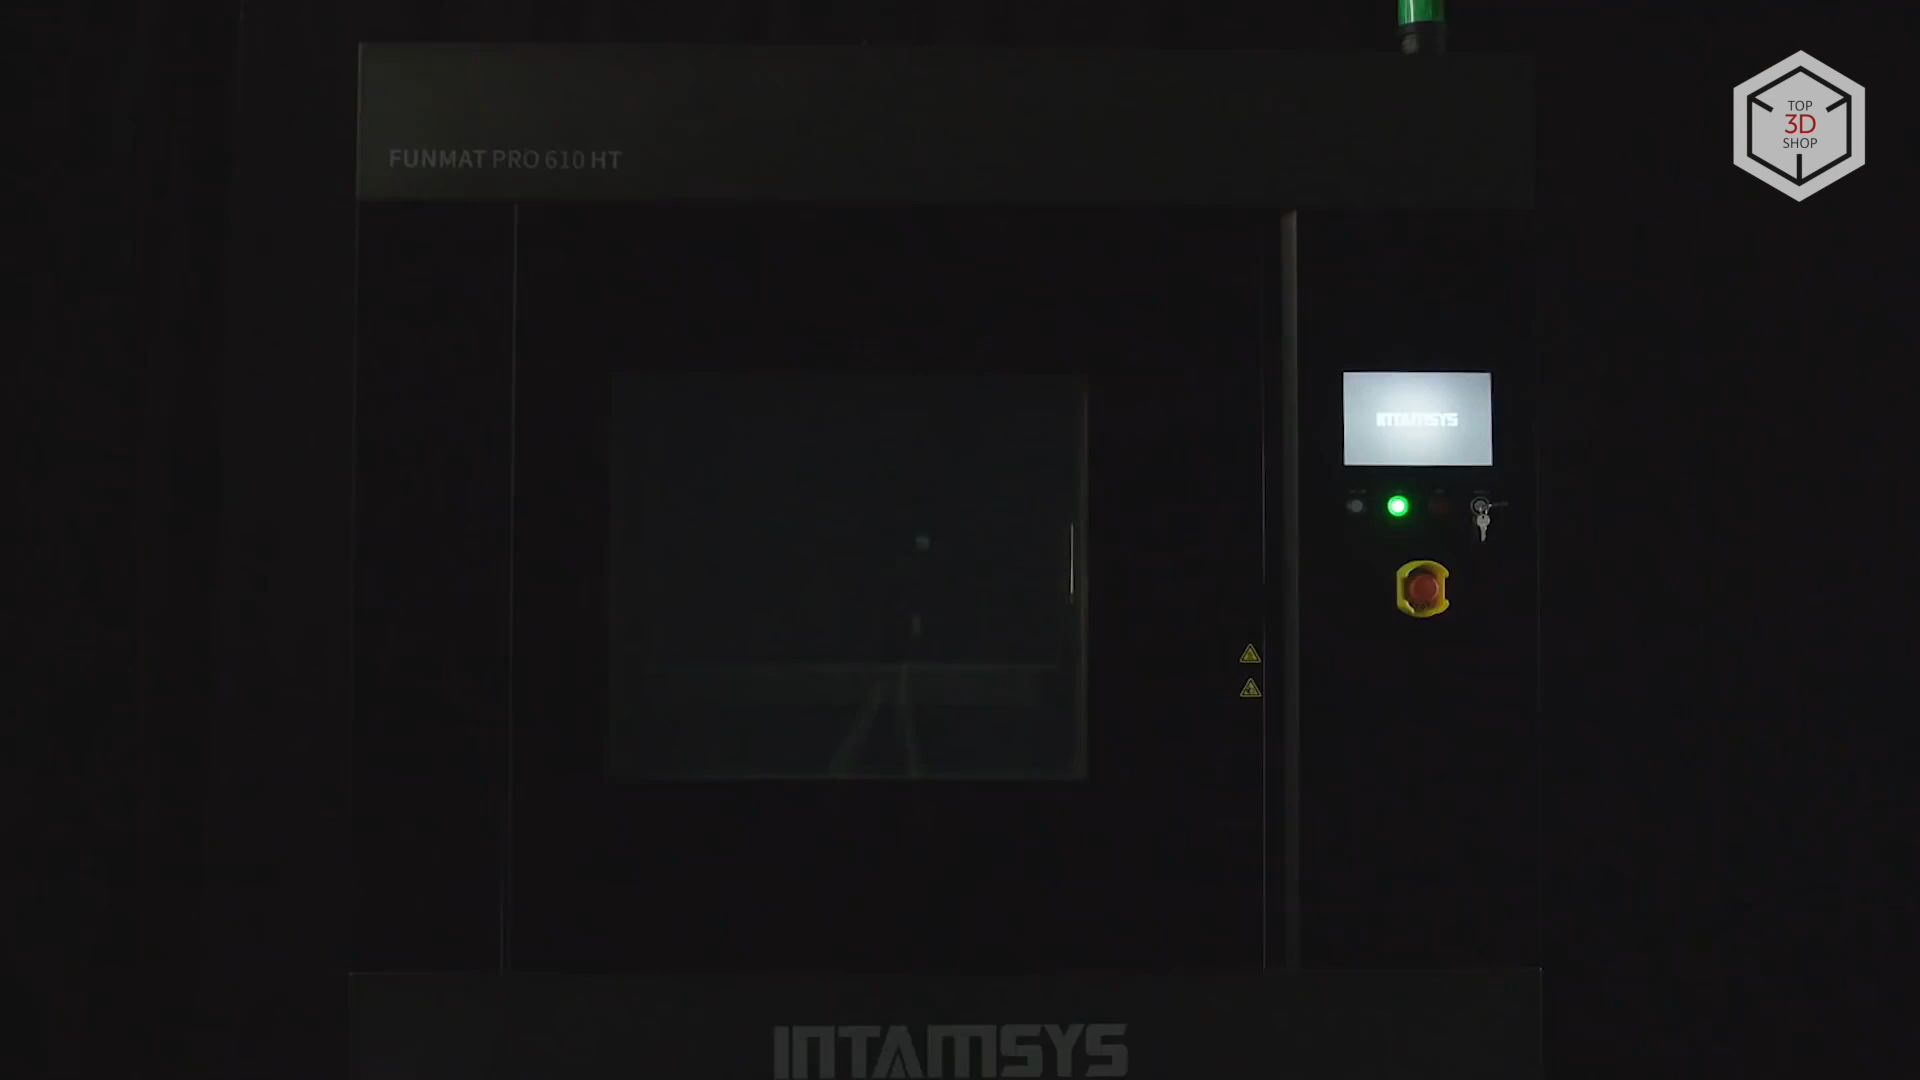 FUNMAT PRO 610 HT
TOP
3D
SHOP
INTAMSYS
INTAMSYS